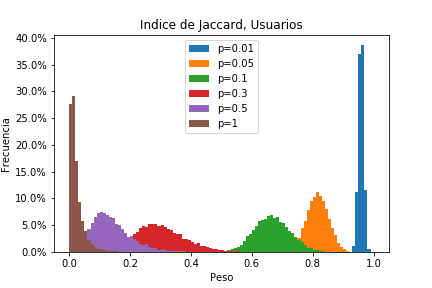 Indice de Jaccard, Usuarios
40.0%
35.0%
30.0%
25.0%
20.0%
15.0%
10.0%
5.0%
0.0%
Frecuencia
p=0.01
p=0.05
p=0.1
p=0.3
p=0.5
p=1
0.0 0.2 0.4 0.6 0.8 1.0
Peso